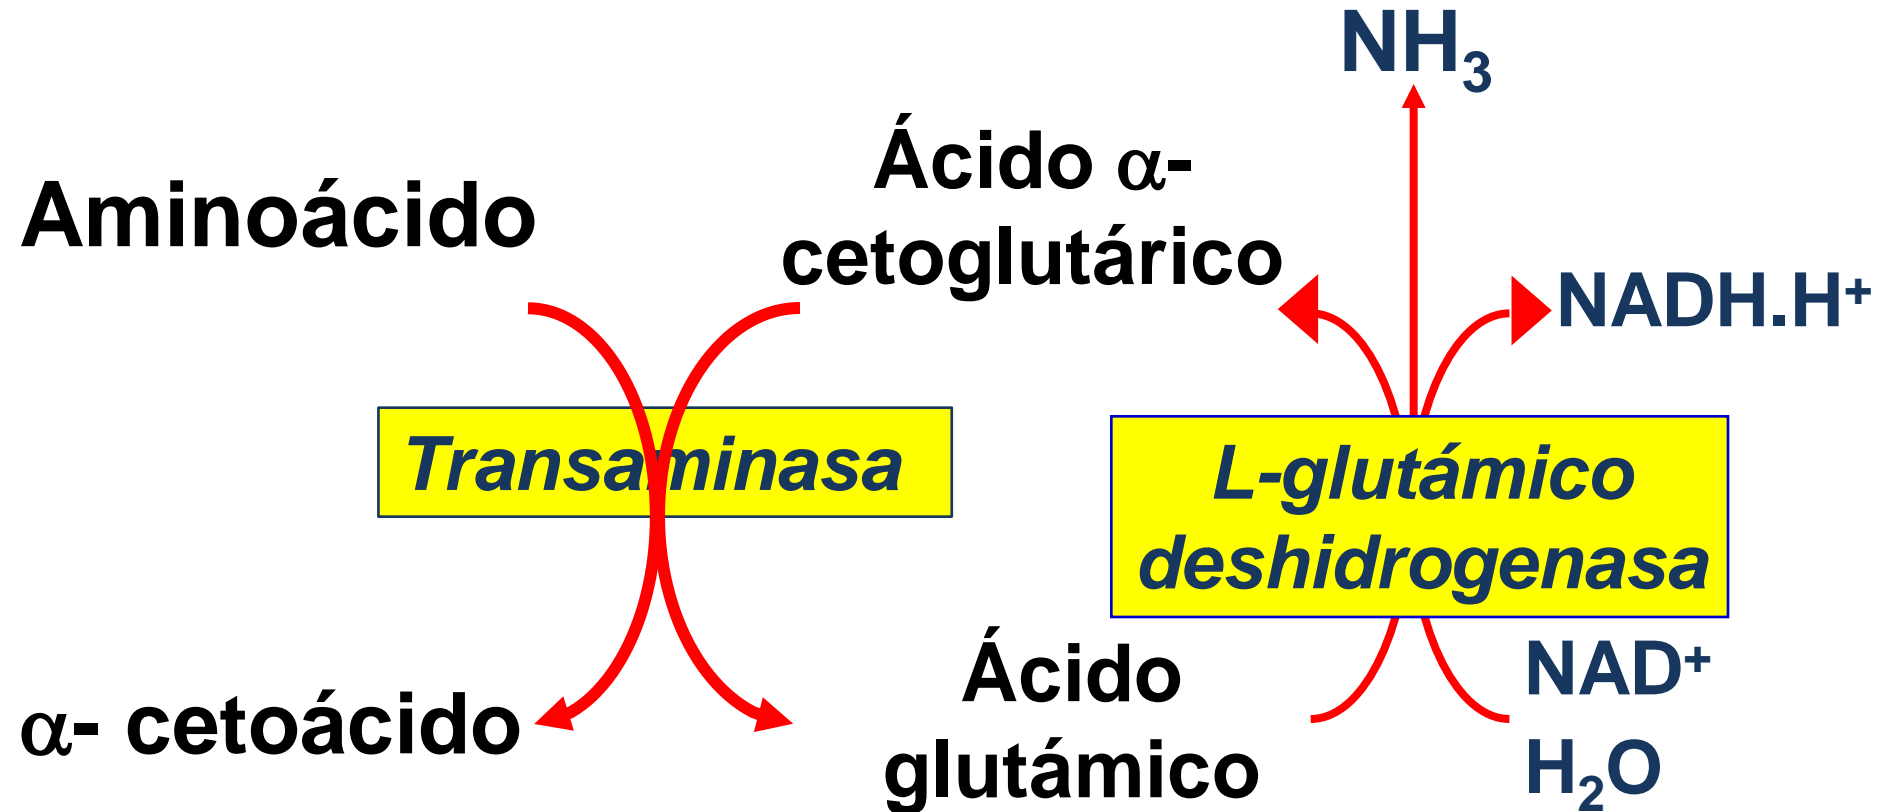 NH₃
Ácido α-
Aminoácido
cetoglutárico
NADH.H⁺
Transaminasa
L-glutámico
deshidrogenasa
Ácido
NAD⁺
α- cetoácido
glutámico
H₂O